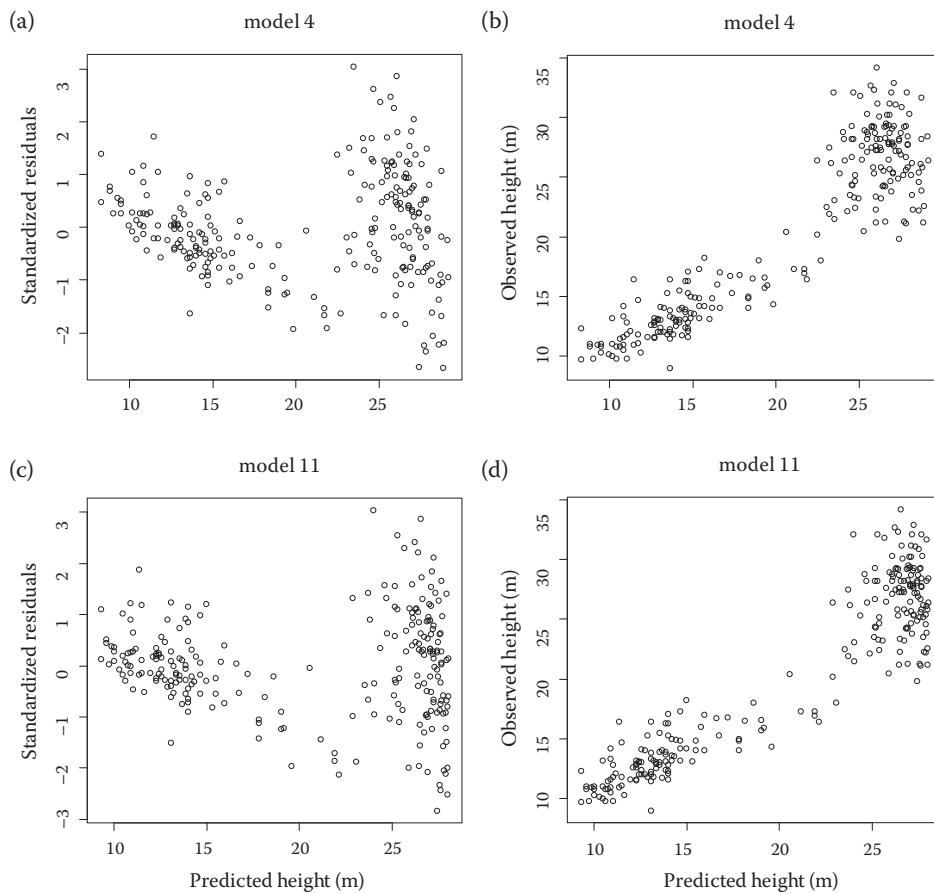 (a)
model 4
Standardized residuals
3
2
1
0
−1
−2
10
15
20
25
(b)
model 4
Observed height (m)
35
30
25
20
15
10
10
15
20
25
(c)
model 11
Standardized residuals
3
2
1
0
−1
−2
−3
10
15
20
25
Predicted height (m)
(d)
model 11
Observed height (m)
35
30
25
20
15
10
10
15
20
25
Predicted height (m)